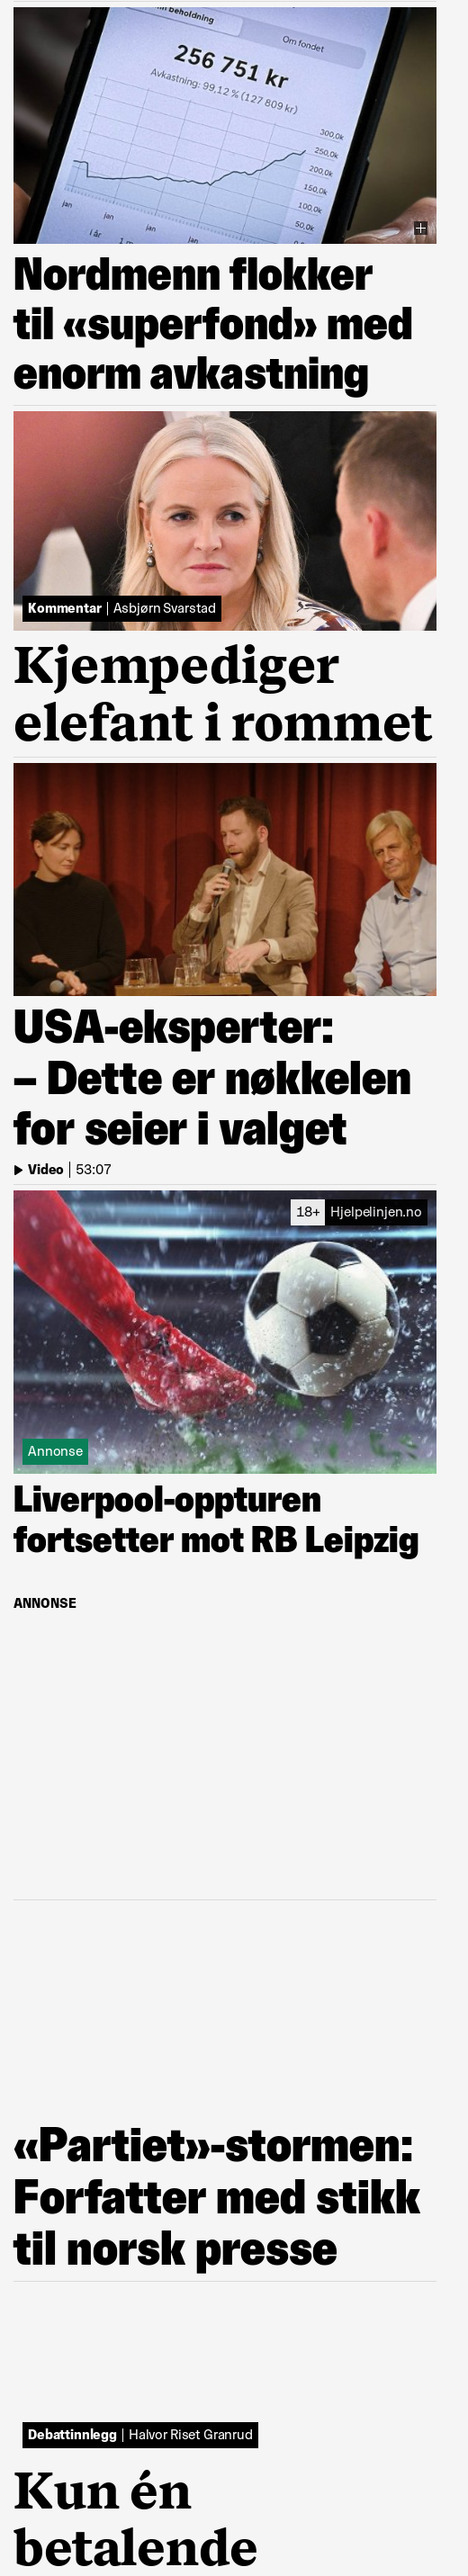 beholdning
Om fondet
256 751 kr
Avkastning: 99,12 % (127 809 kr)
300,0k
250,0k
200,0k
150,0k
100,0k
50,0k
jan
jan
jan
jan
i år
Nordmenn flokker
til «superfond» med
enorm avkastning
Kommentar | Asbjørn Svarstad
Kjempediger
elefant i rommet
USA-eksperter:
– Dette er nøkkelen
for seier i valget
Video | 53:07
18+ Hjelpelinjen.no
Annonse
Liverpool-oppturen
fortsetter mot RB Leipzig
ANNONSE
«Partiet»-stormen:
Forfatter med stikk
til norsk presse
Debattinnlegg | Halvor Riset Granrud
Kun én
betalende